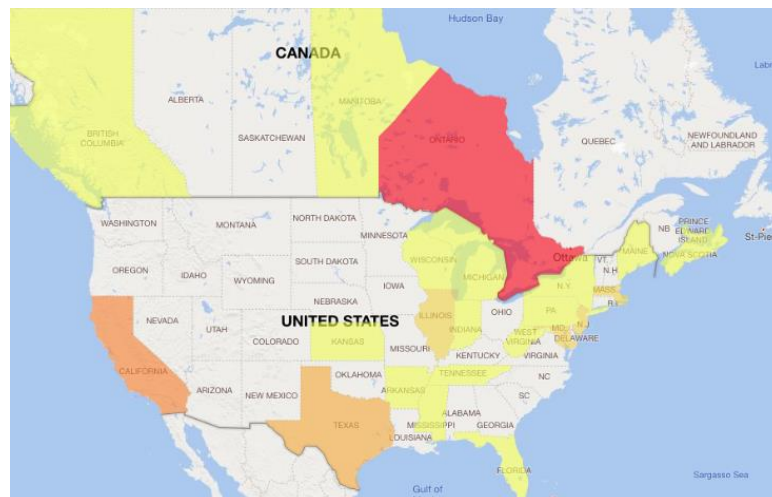 Hudson Bay
CANADA
Labr
ALBERTA
MANITOBA
BRITISH
COLUMBIA
SASKATCHEWAN
ONTARIO
QUEBEC
NEWFOUNDLAND
AND LABRADOR
WASHINGTON
MONTANA
NORTH DAKOTA
MINNESOTA
NB
PRINCE
EDWARD
ISLAND
St-Pie
NOVA SCOTIA
Ottawa
VT.
MAINE
N.H
OREGON
IDAHO
WYOMING
SOUTH DAKOTA
WISCONSIN
MICHIGAN
N.Y.
MASS.
R.I.
IOWA
NEBRASKA
ILLINOIS
INDIANA
OHIO
PA
N.J.
NEVADA
UTAH
COLORADO
UNITED STATES
KANSAS
MISSOURI
WEST
VIRGINIA
MD.
DELAWARE
KENTUCKY
VIRGINIA
CALIFORNIA
ARIZONA
NEW MEXICO
OKLAHOMA
ARKANSAS
TENNESSEE
NC
SC
TEXAS
MISSISSIPPI
ALABAMA
GEORGIA
LOUISIANA
FLORIDA
Gulf of
Sargasso Sea